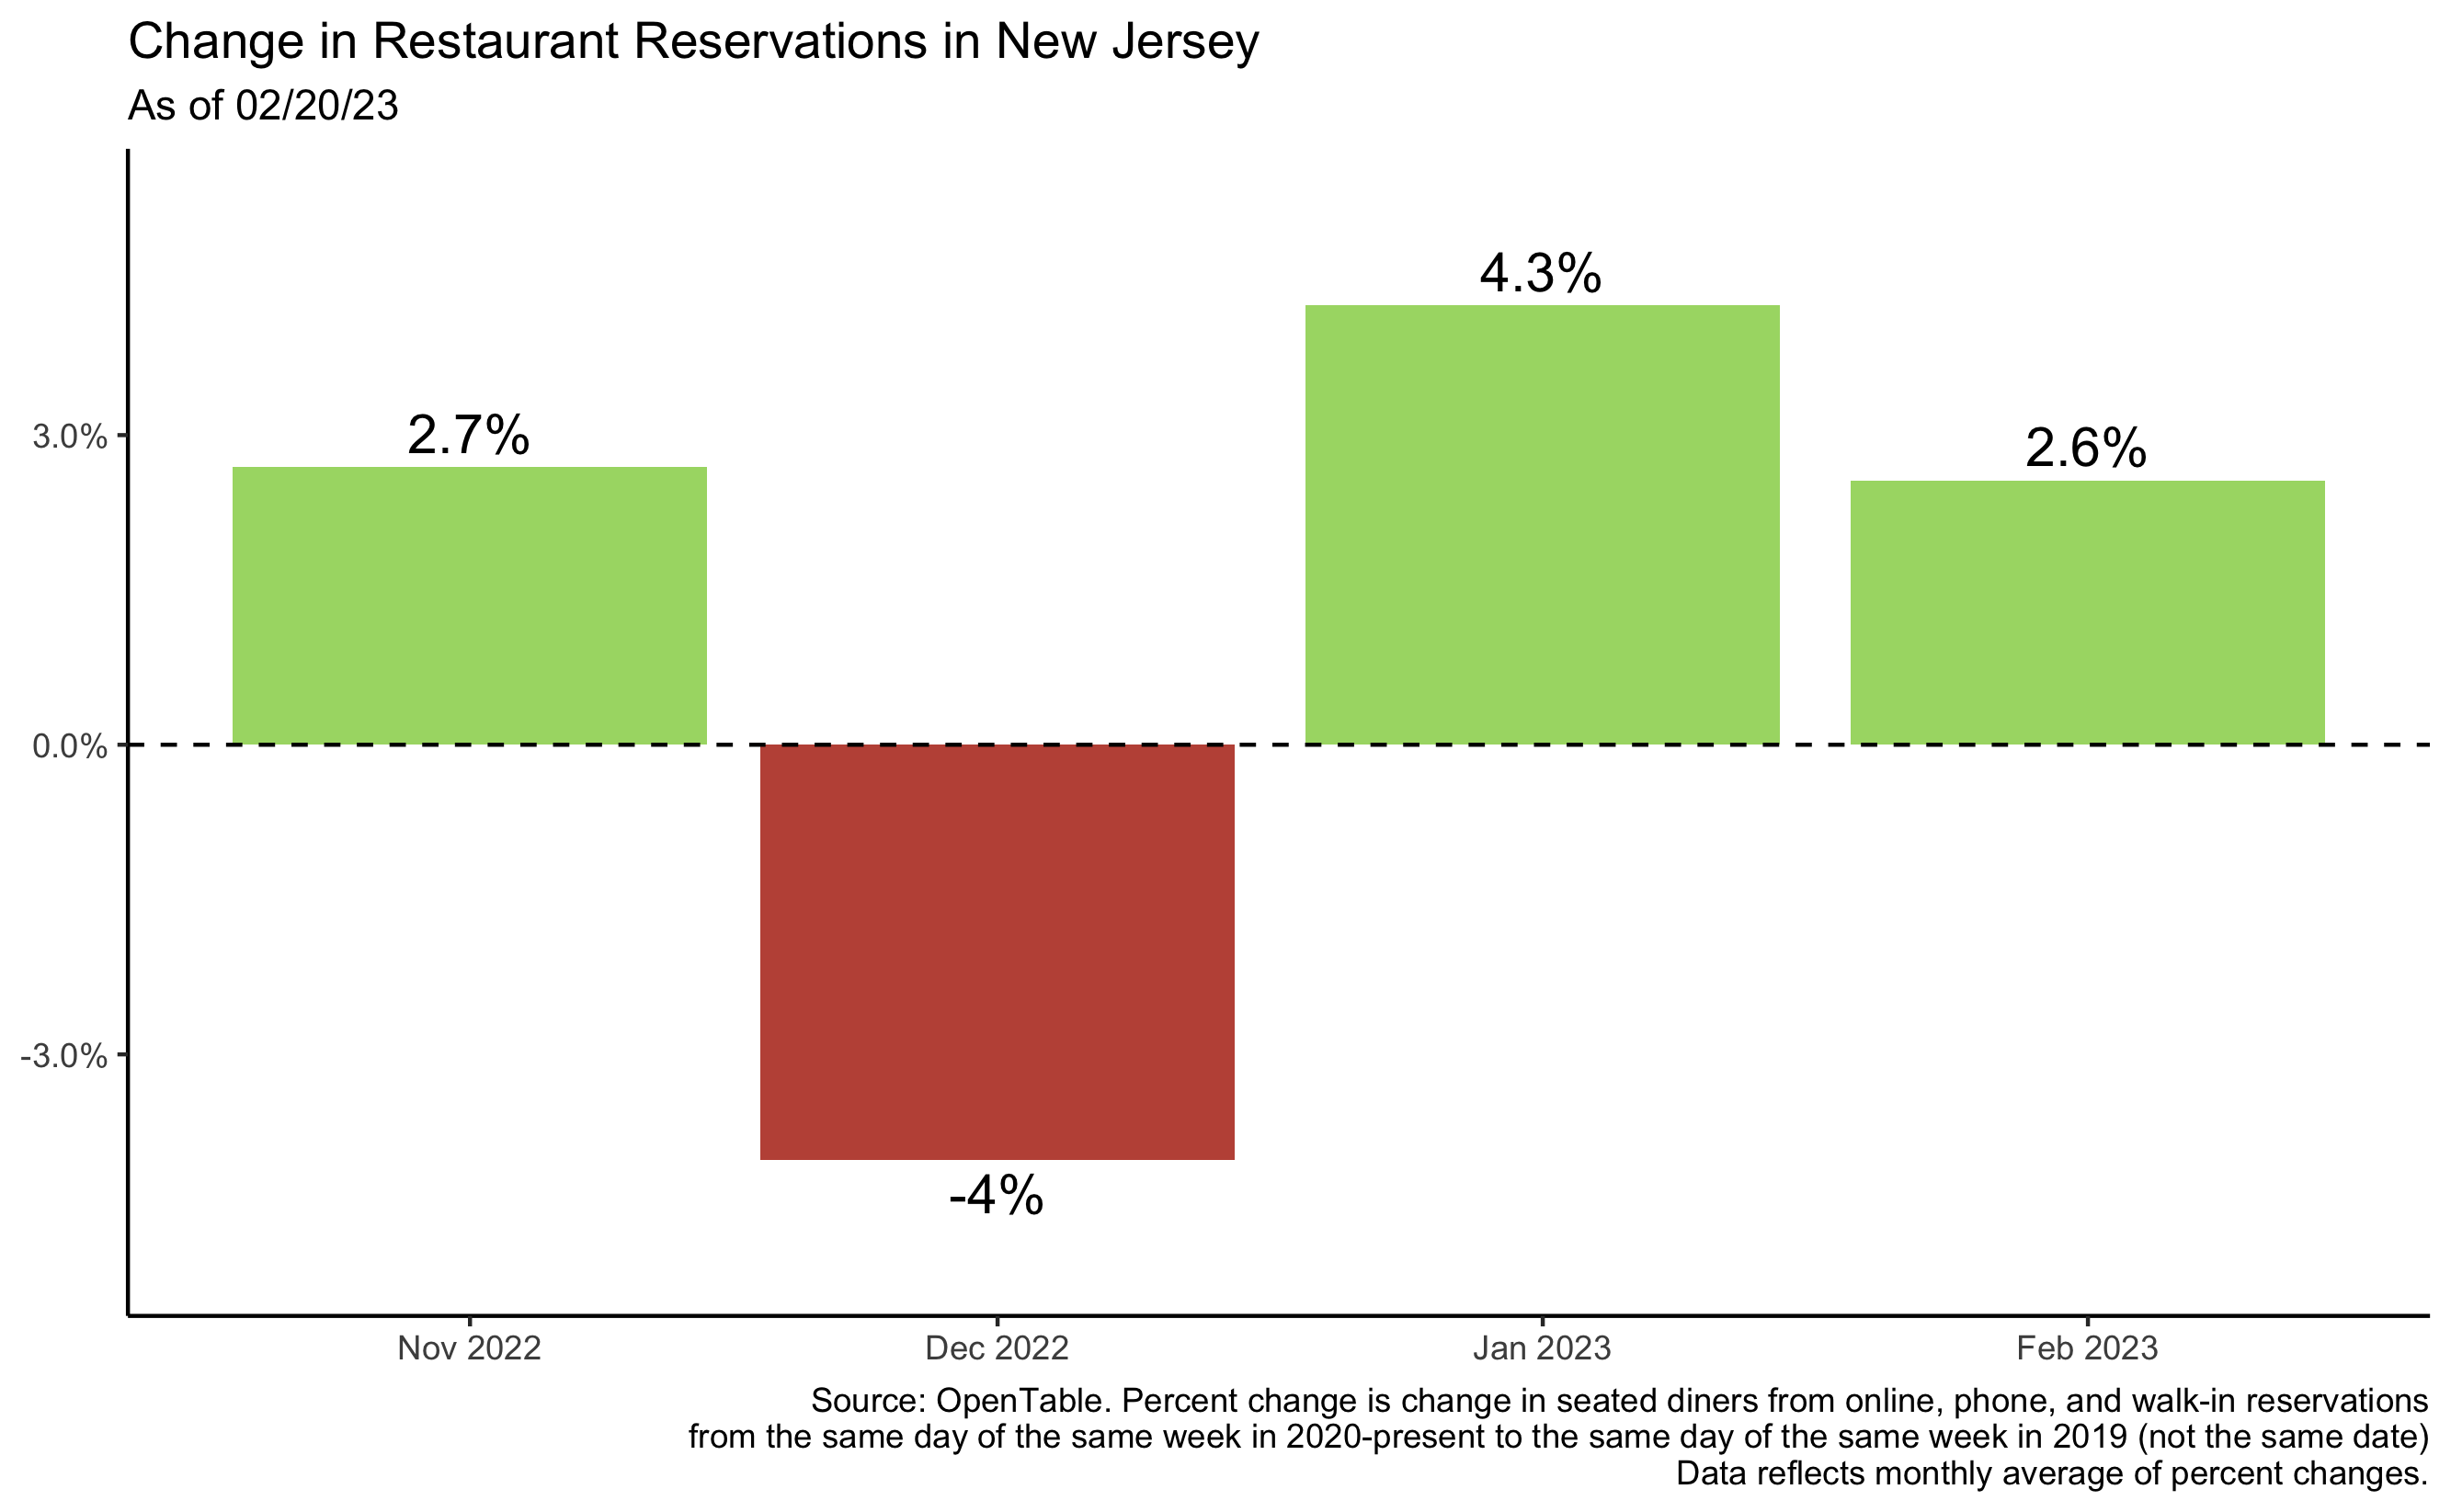 Change in Restaurant Reservations in New Jersey
As of 02/20/23
4.3%
2.7%
2.6%
3.0%
0.0%
-3.0%
-4%
Nov 2022
Dec 2022
Jan 2023
Feb 2023
Source: OpenTable. Percent change is change in seated diners from online, phone, and walk-in reservations
from the same day of the same week in 2020-present to the same day of the same week in 2019 (not the same date)
Data reflects monthly average of percent changes.